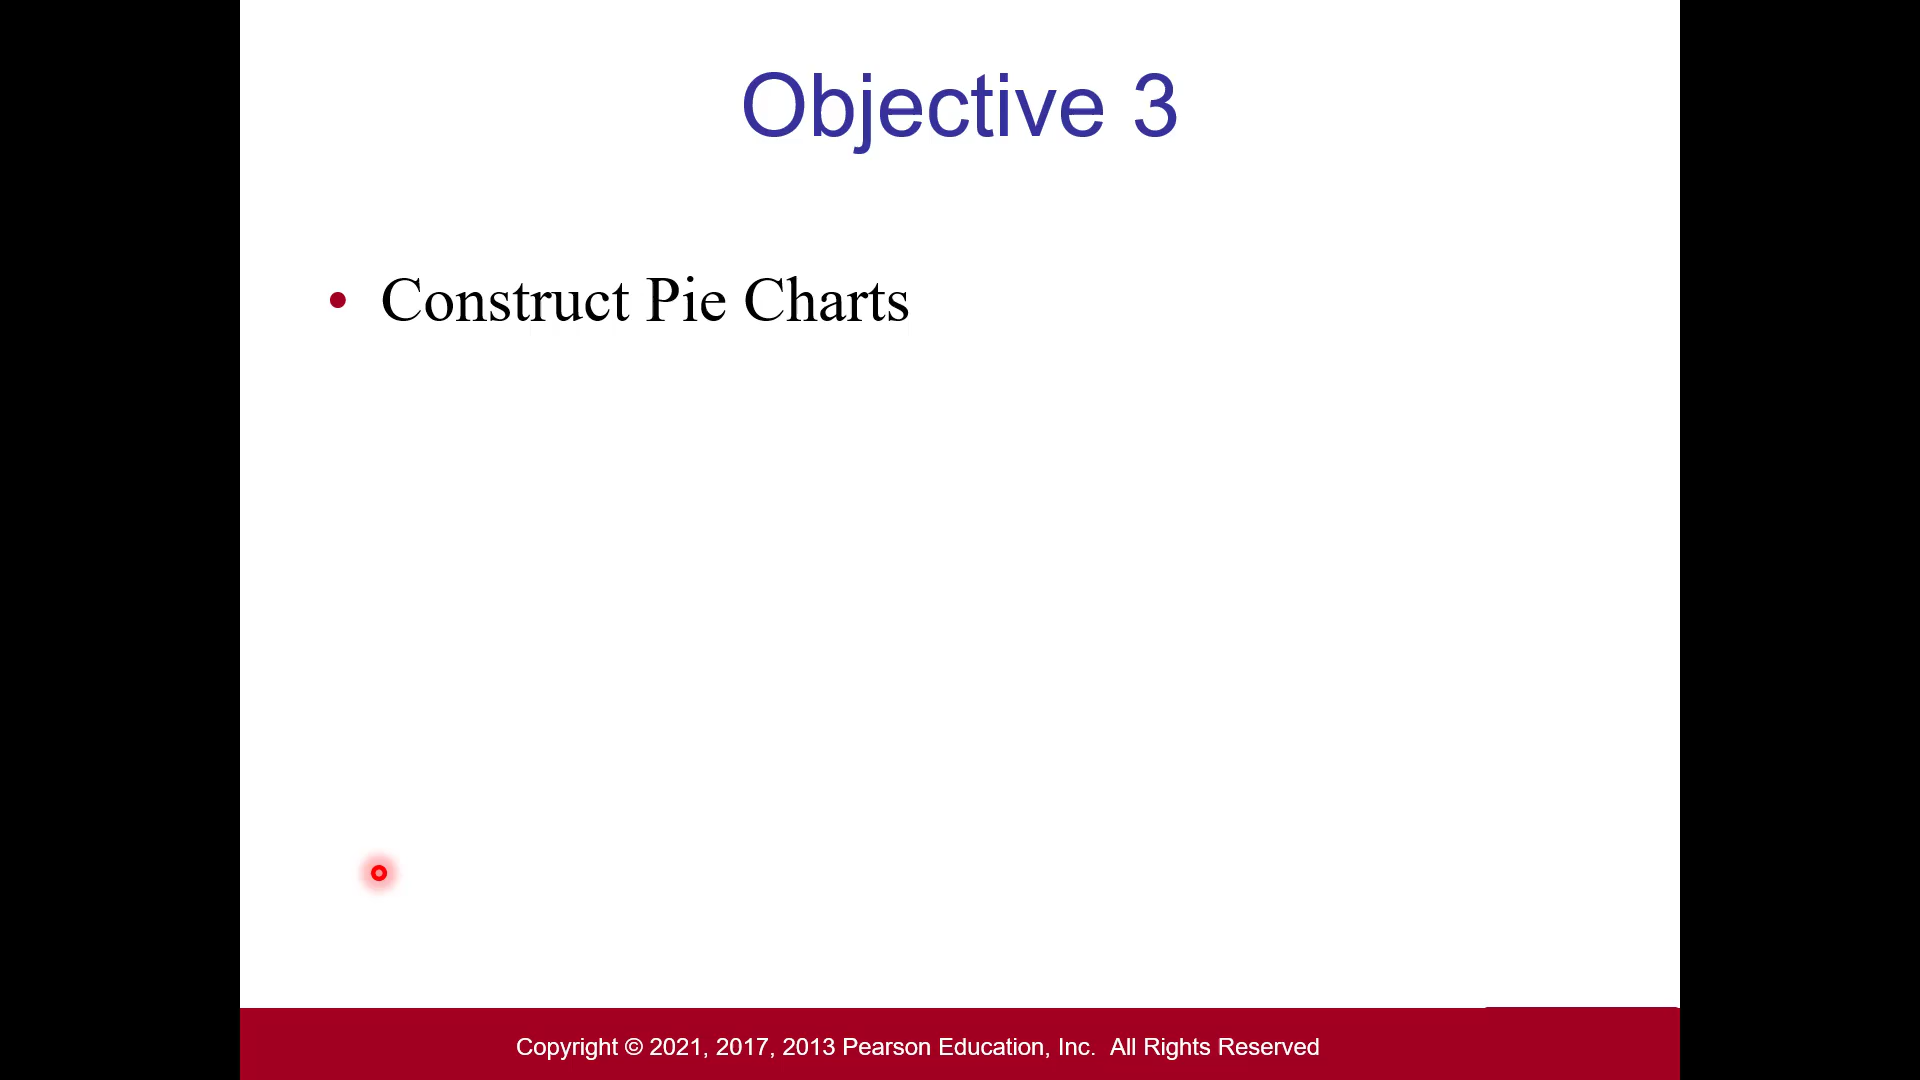 Objective 3
• Construct Pie Charts
Copyright © 2021, 2017, 2013 Pearson Education, Inc.  All Rights Reserved